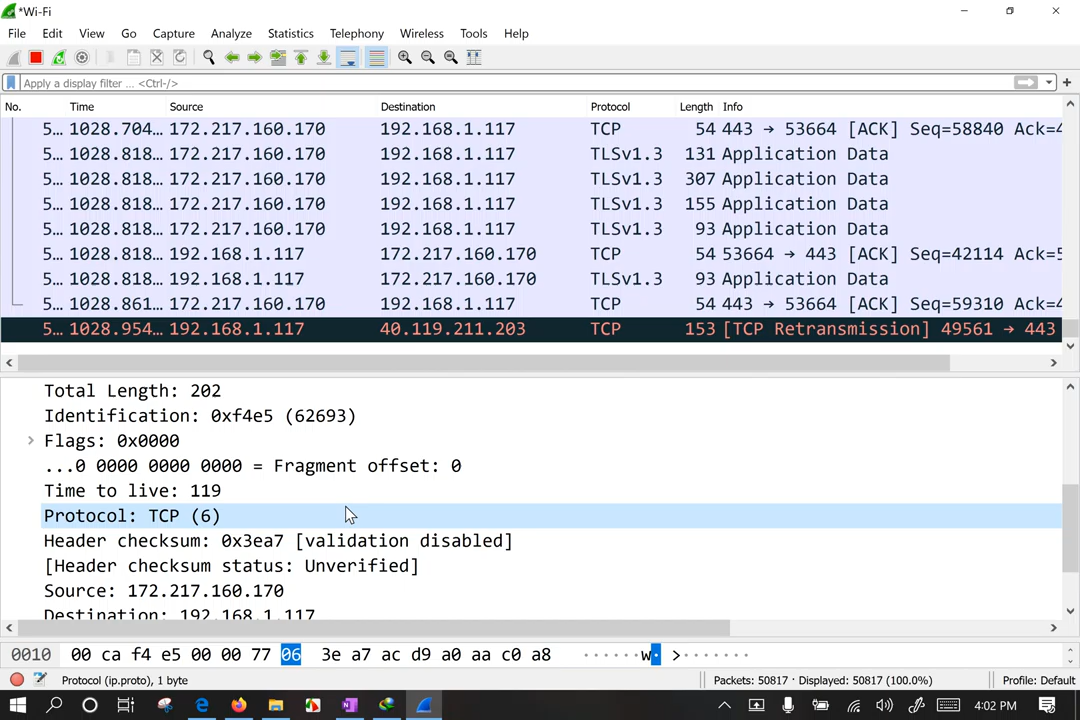 *Wi-Fi
File Edit View Go Capture Analyze Statistics Telephony Wireless Tools Help
Apply a display filter ... <Ctrl-/>
No. Time Source Destination Protocol Length Info
5… 1028.704… 172.217.160.170 192.168.1.117 TCP 54 443 → 53664 [ACK] Seq=58840 Ack=4
5… 1028.818… 172.217.160.170 192.168.1.117 TLSv1.3 131 Application Data
5… 1028.818… 172.217.160.170 192.168.1.117 TLSv1.3 307 Application Data
5… 1028.818… 172.217.160.170 192.168.1.117 TLSv1.3 155 Application Data
5… 1028.818… 172.217.160.170 192.168.1.117 TLSv1.3 93 Application Data
5… 1028.818… 192.168.1.117 172.217.160.170 TCP 54 53664 → 443 [ACK] Seq=42114 Ack=5
5… 1028.818… 192.168.1.117 172.217.160.170 TLSv1.3 93 Application Data
5… 1028.861… 172.217.160.170 192.168.1.117 TCP 54 443 → 53664 [ACK] Seq=59310 Ack=4
5… 1028.954… 192.168.1.117 40.119.211.203 TCP 153 [TCP Retransmission] 49561 → 443
Total Length: 202
Identification: 0xf4e5 (62693)
Flags: 0x0000
...0 0000 0000 0000 = Fragment offset: 0
Time to live: 119
Protocol: TCP (6)
Header checksum: 0x3ea7 [validation disabled]
[Header checksum status: Unverified]
Source: 172.217.160.170
Destination: 192.168.1.117
0010 00 ca f4 e5 00 00 77 06 3e a7 ac d9 a0 aa c0 a8 ······w· >·······
Protocol (ip.proto), 1 byte Packets: 50817 · Displayed: 50817 (100.0%) Profile: Default
4:02 PM